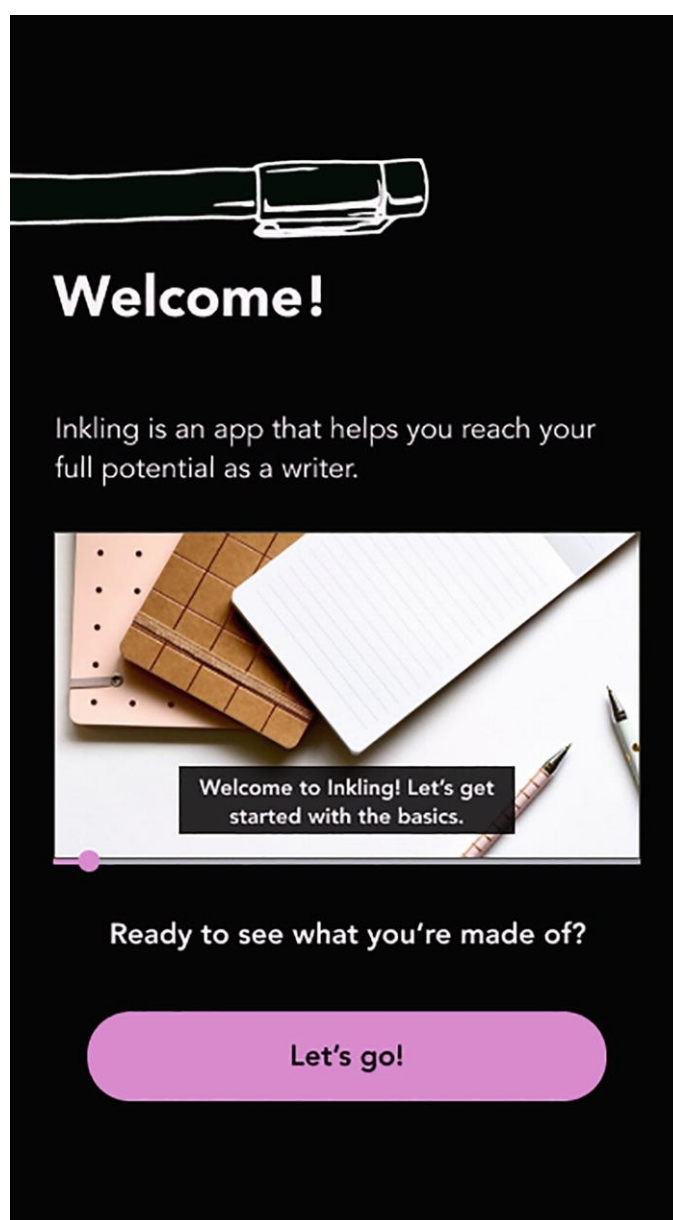 Welcome!
Inkling is an app that helps you reach your
full potential as a writer.
Welcome to Inkling! Let's get
started with the basics.
Ready to see what you're made of?
Let's go!